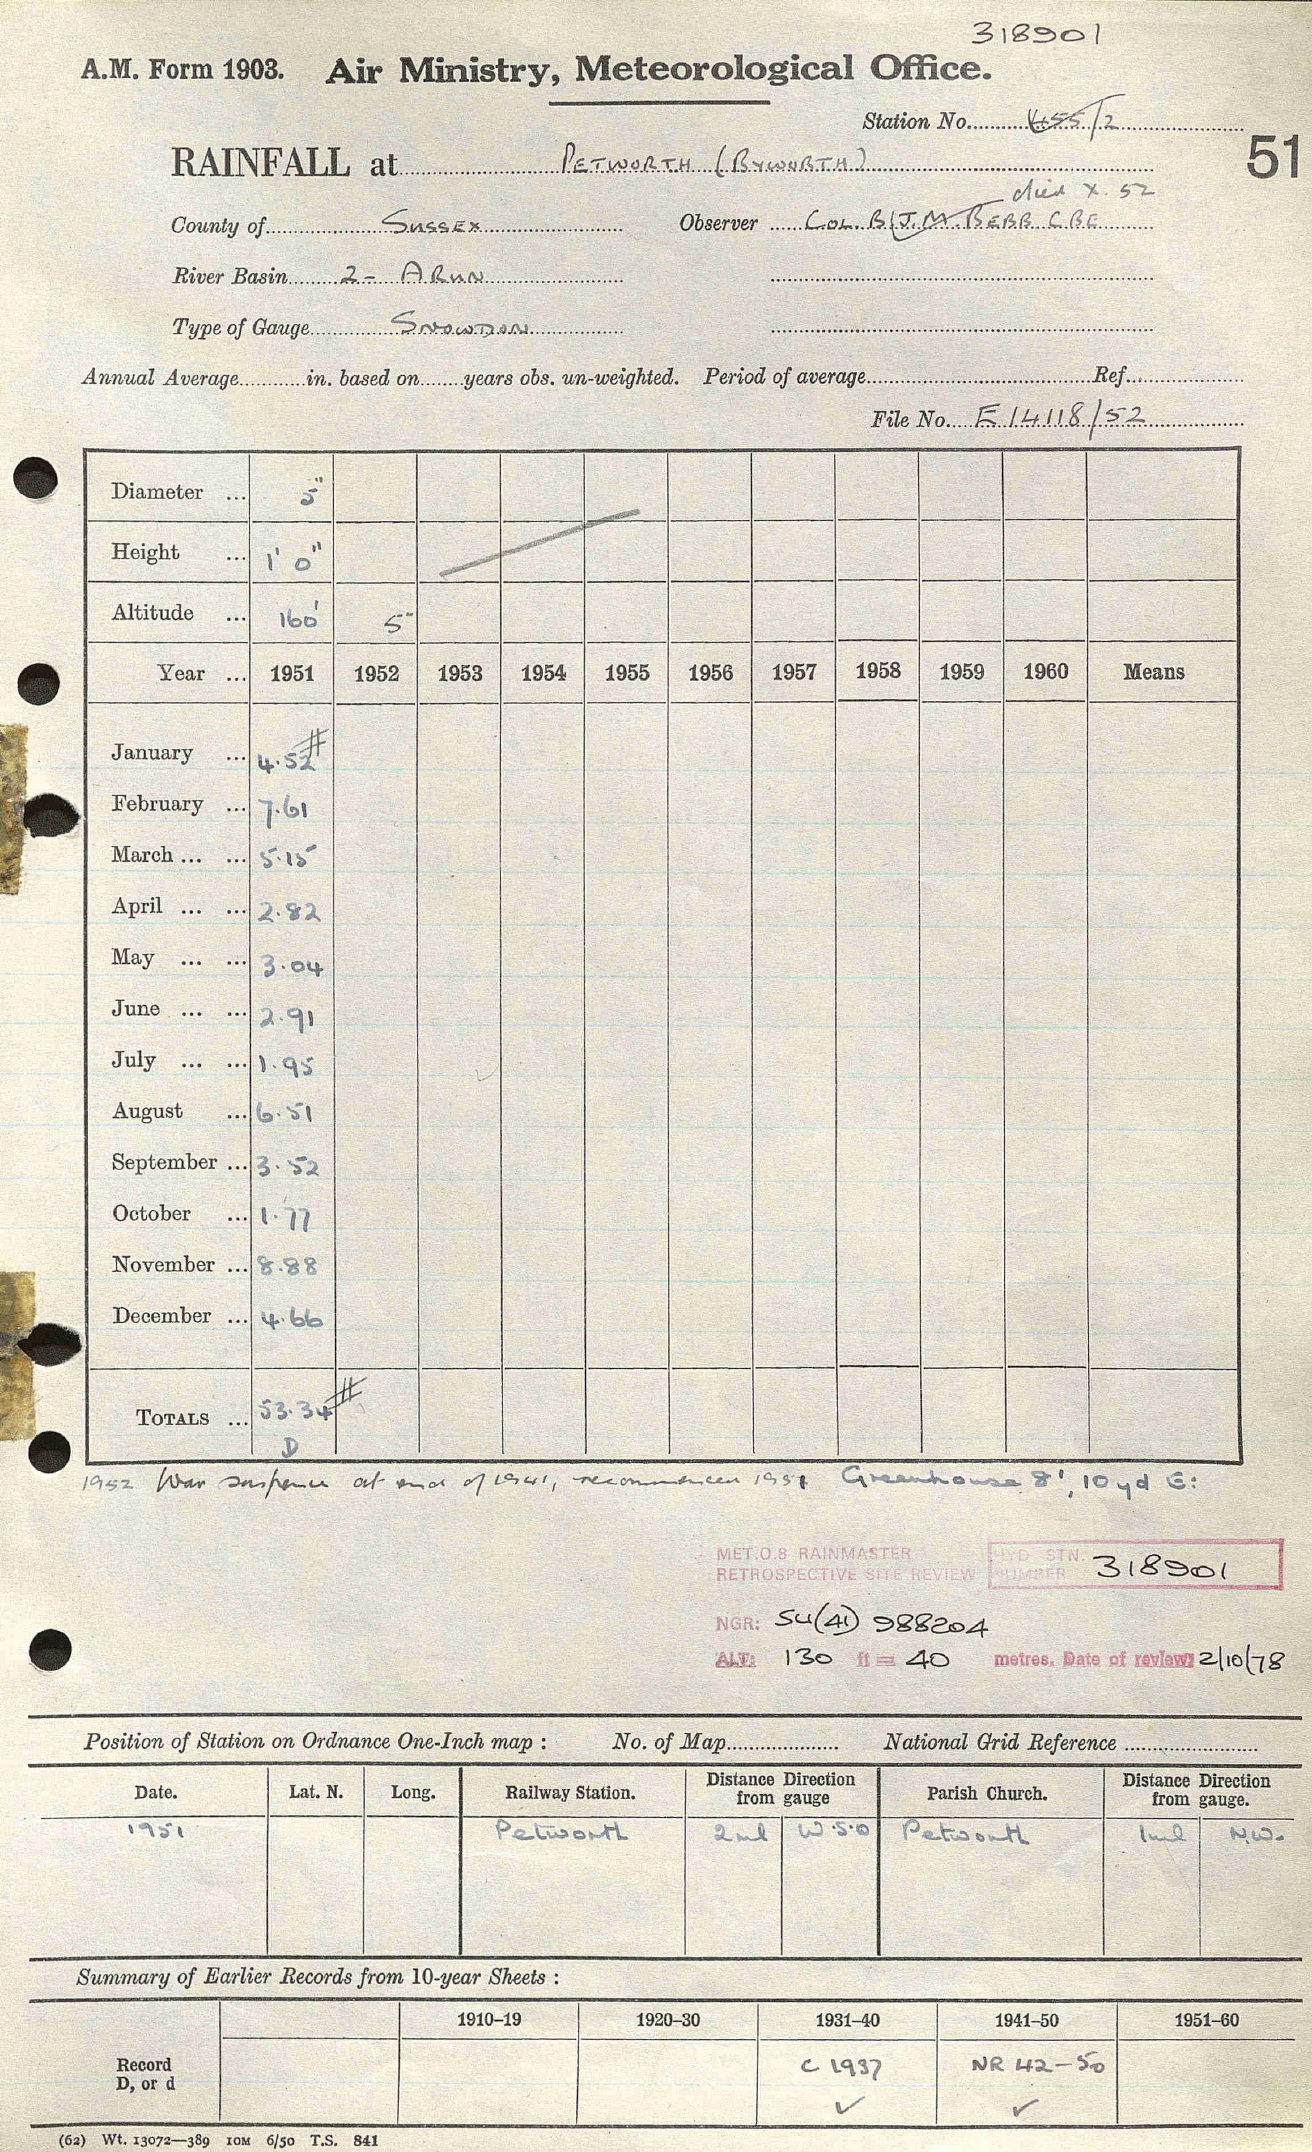 318901
A.M. Form 1903. Air Ministry, Meteorological Office.
Station No. 455/2
51
RAINFALL at PETWORTH (BYWORTH)
died X. 52
County of SUSSEX Observer COL. B.J.M. BEBB CBE
River Basin 2 - ARUN
Type of Gauge SNOWDON
Annual Average in. based on years obs. un-weighted. Period of average Ref.
File No. E14118/52
Diameter ... 5"
Height ... 1' 0"
Altitude ... 160' 5"
Year ... 1951 1952 1953 1954 1955 1956 1957 1958 1959 1960 Means
January ... 4.52 #
February ... 7.61
March ... ... 5.15
April ... ... 2.82
May ... ... 3.04
June ... ... 2.91
July ... ... 1.95
August ... 6.51
September ... 3.52
October ... 1.77
November ... 8.88
December ... 4.66
TOTALS ... 53.34 #
D
1952 War at end of 1941, recommenced 1951 Greenhouse 8', 10 yd E:
MET.O.8 RAINMASTER HYD STN.
RETROSPECTIVE SITE REVIEW NUMBER 318901
NGR: SU(41) 988204
ALT: 130 ft = 40 metres. Date of review: 2/10/78
Position of Station on Ordnance One-Inch map : No. of Map National Grid Reference
Date. Lat. N. Long. Railway Station. Distance Direction from gauge Parish Church. Distance Direction from gauge.
1951 Petworth 2ml W.S.O Petworth 1ml N.W.
Summary of Earlier Records from 10-year Sheets :
1910–19 1920–30 1931–40 1941–50 1951–60
Record D, or d C 1937 NR 42-50
(62) Wt. 13072—389 10M 6/50 T.S. 841